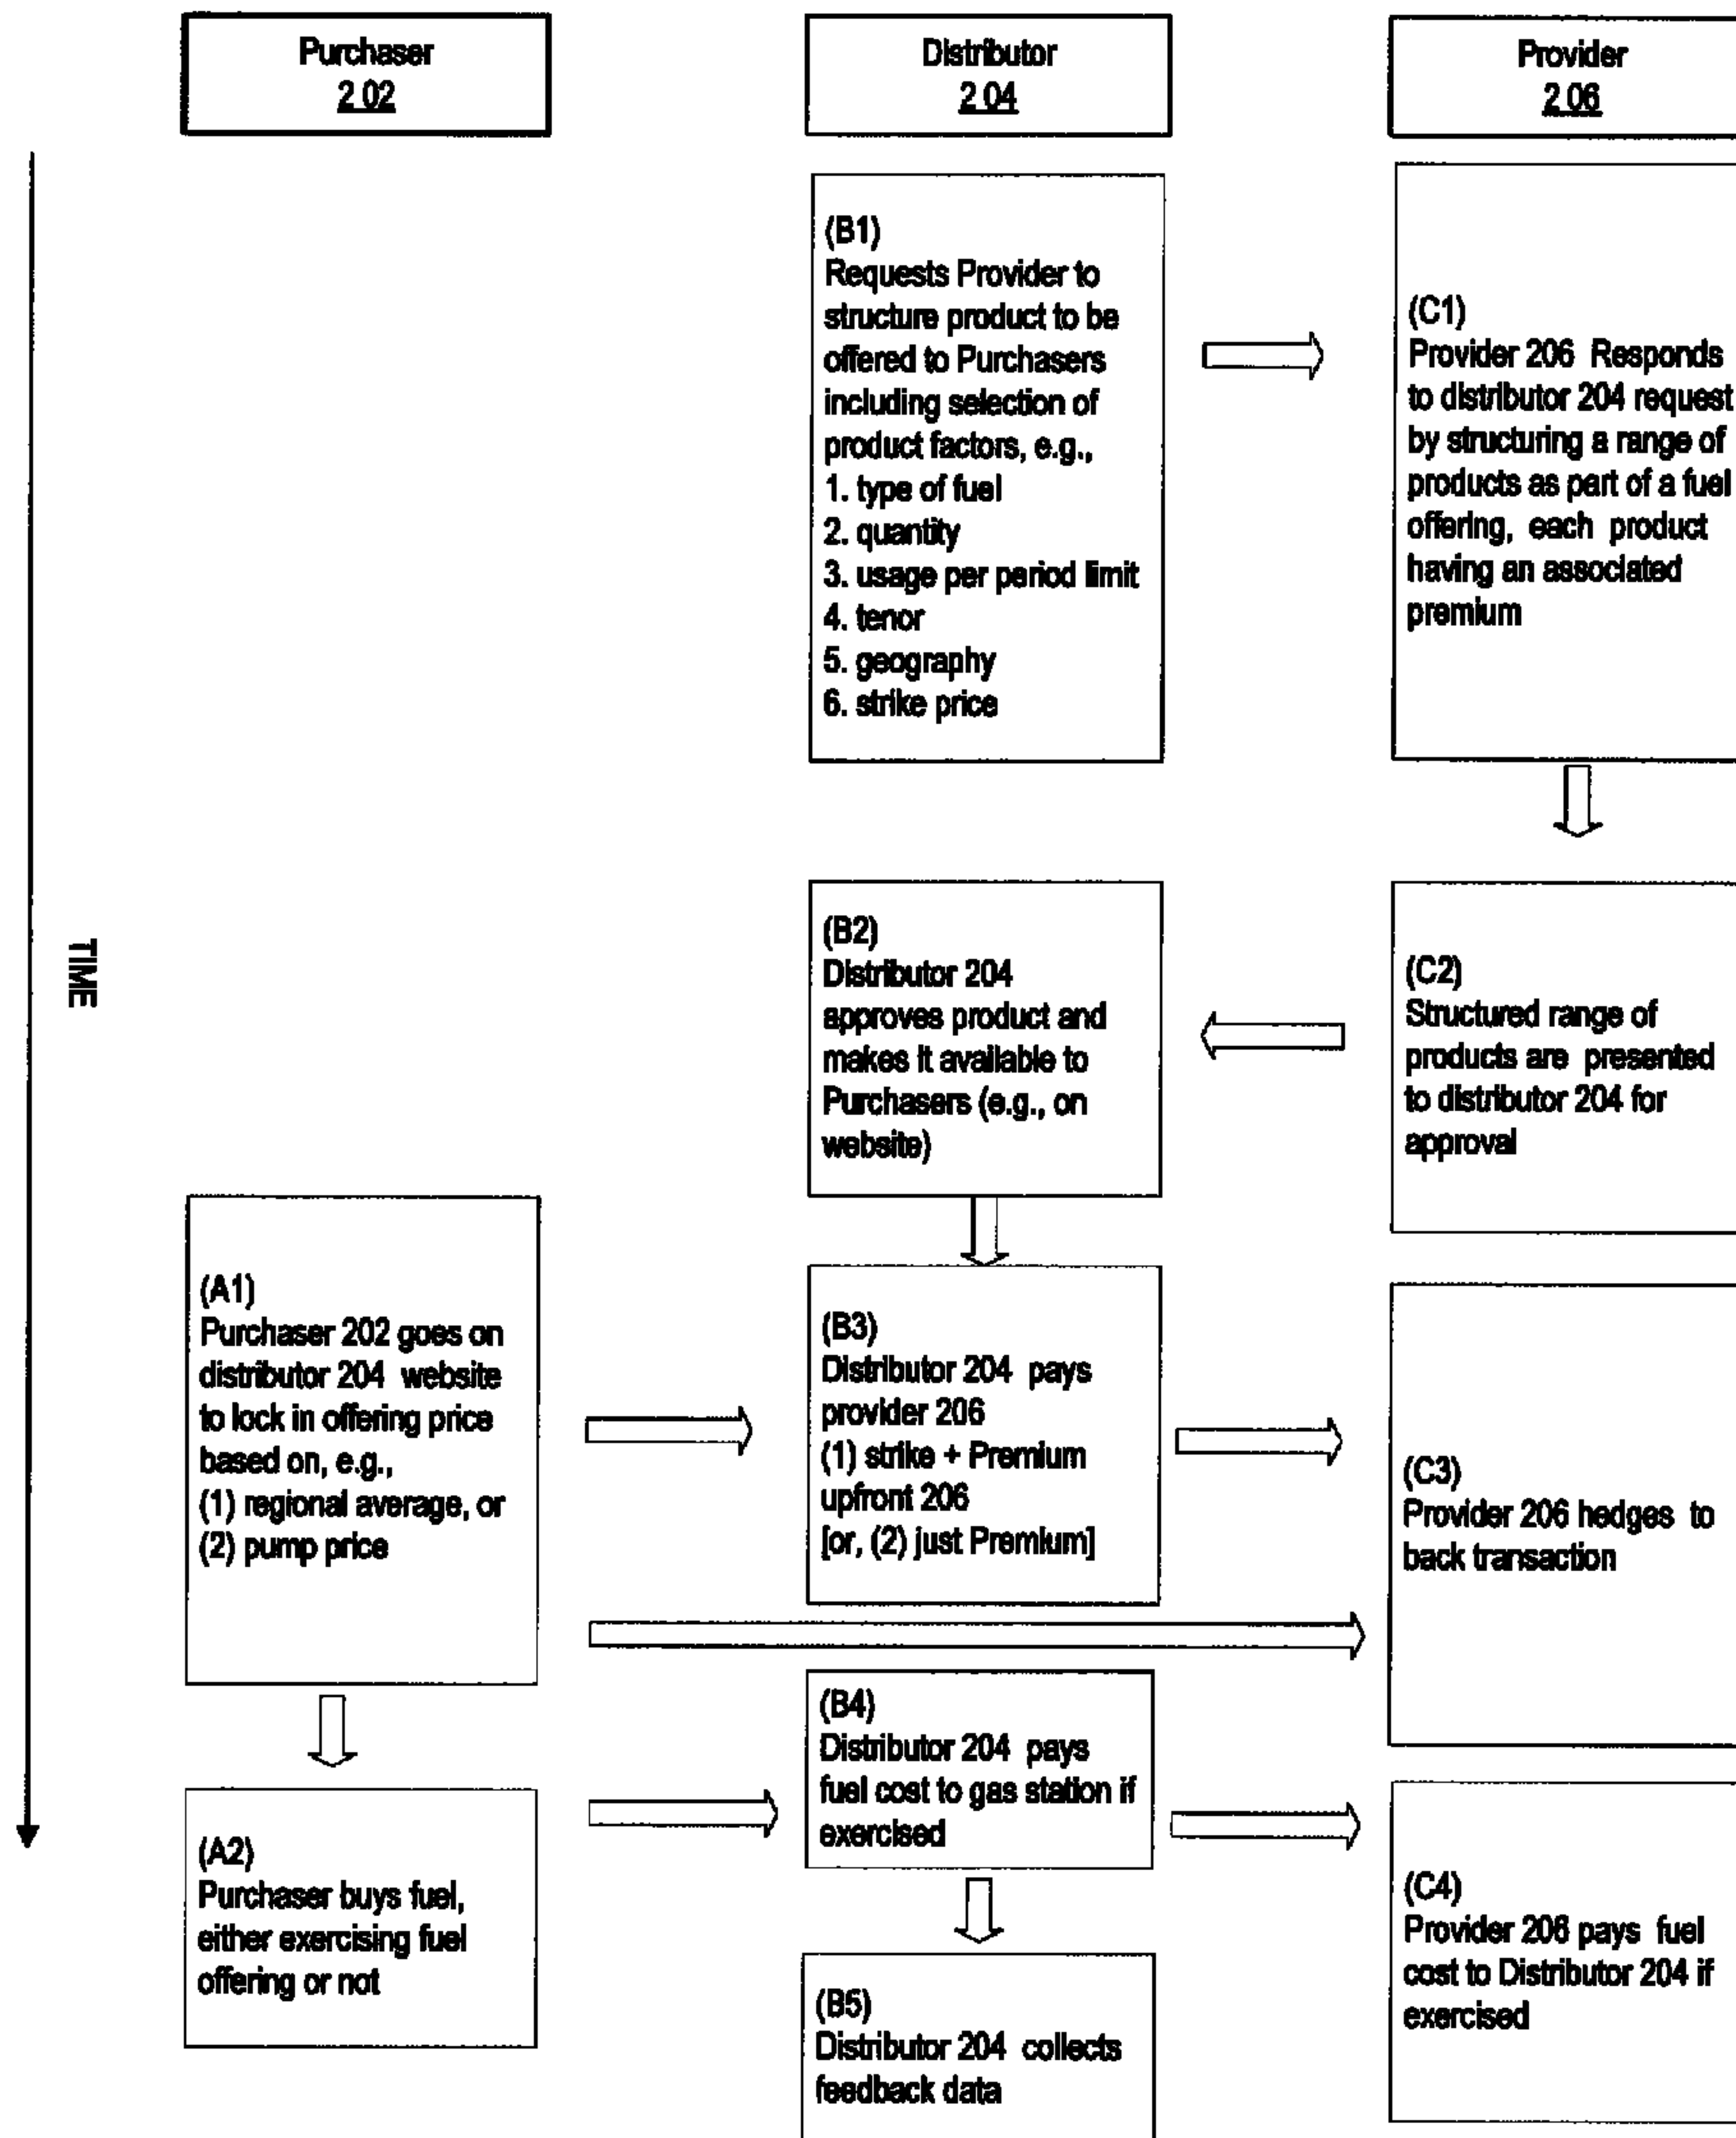 Purchaser
202
Distributor
204
Provider
206
TIME
(B1)
Requests Provider to
structure product to be
offered to Purchasers
including selection of
product factors, e.g.,
1. type of fuel
2. quantity
3. usage per period limit
4. tenor
5. geography
6. strike price
(C1)
Provider 206 Responds
to distributor 204 request
by structuring a range of
products as part of a fuel
offering, each product
having an associated
premium
(B2)
Distributor 204
approves product and
makes it available to
Purchasers (e.g., on
website)
(C2)
Structured range of
products are presented
to distributor 204 for
approval
(A1)
Purchaser 202 goes on
distributor 204 website
to lock in offering price
based on, e.g.,
(1) regional average, or
(2) pump price
(B3)
Distributor 204 pays
provider 206
(1) strike + Premium
upfront 206
[or, (2) just Premium]
(C3)
Provider 206 hedges to
back transaction
(B4)
Distributor 204 pays
fuel cost to gas station if
exercised
(A2)
Purchaser buys fuel,
either exercising fuel
offering or not
(C4)
Provider 206 pays fuel
cost to Distributor 204 if
exercised
(B5)
Distributor 204 collects
feedback data